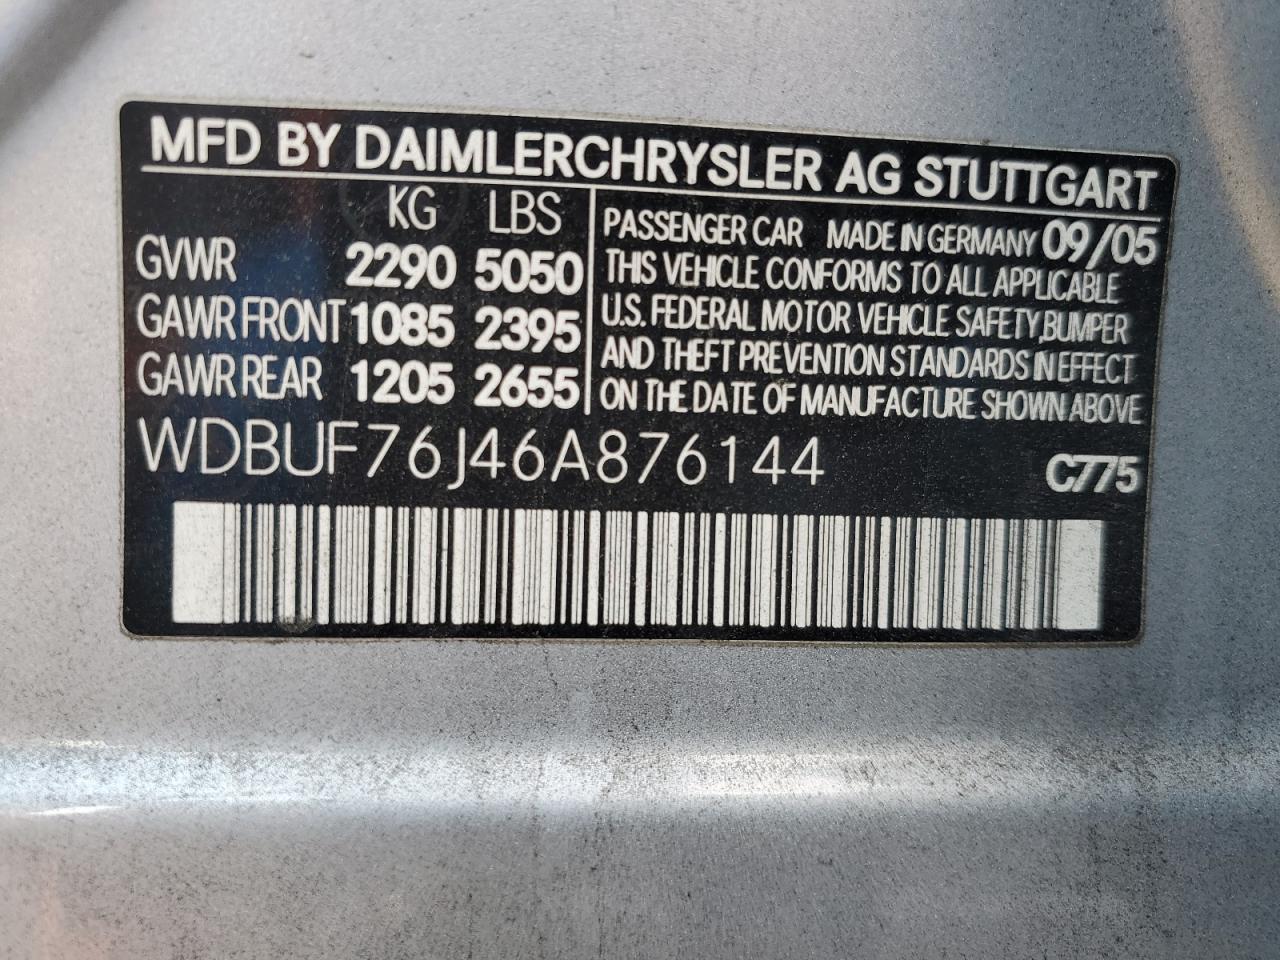 MFD BY DAIMLERCHRYSLER AG STUTTGART
KG LBS
GVWR 2290 5050
GAWR FRONT 1085 2395
GAWR REAR 1205 2655
PASSENGER CAR MADE IN GERMANY 09/05
THIS VEHICLE CONFORMS TO ALL APPLICABLE
U.S. FEDERAL MOTOR VEHICLE SAFETY,BUMPER
AND THEFT PREVENTION STANDARDS IN EFFECT
ON THE DATE OF MANUFACTURE SHOWN ABOVE
WDBUF76J46A876144 C775